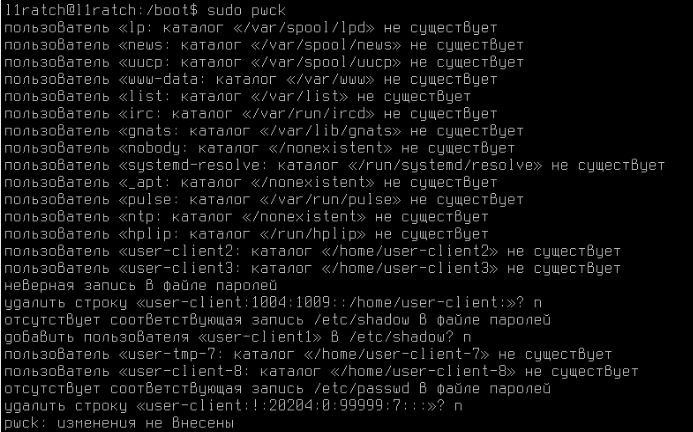 l1ratch@l1ratch:/boot$ sudo pwck
пользователь «lp: каталог «/var/spool/lpd» не существует
пользователь «news: каталог «/var/spool/news» не существует
пользователь «uucp: каталог «/var/spool/uucp» не существует
пользователь «www-data: каталог «/var/www» не существует
пользователь «list: каталог «/var/list» не существует
пользователь «irc: каталог «/var/run/ircd» не существует
пользователь «gnats: каталог «/var/lib/gnats» не существует
пользователь «nobody: каталог «/nonexistent» не существует
пользователь «systemd-resolve: каталог «/run/systemd/resolve» не существует
пользователь «_apt: каталог «/nonexistent» не существует
пользователь «pulse: каталог «/var/run/pulse» не существует
пользователь «ntp: каталог «/nonexistent» не существует
пользователь «hplip: каталог «/run/hplip» не существует
пользователь «user-client2: каталог «/home/user-client2» не существует
пользователь «user-client3: каталог «/home/user-client3» не существует
неверная запись в файле паролей
удалить строку «user-client:1004:1009::/home/user-client:»? n
отсутствует соответствующая запись /etc/shadow в файле паролей
добавить пользователя «user-client1» в /etc/shadow? n
пользователь «user-tmp-7: каталог «/home/user-client-7» не существует
пользователь «user-client-8: каталог «/home/user-client-8» не существует
отсутствует соответствующая запись /etc/passwd в файле паролей
удалить строку «user-client:!:20204:0:99999:7:::»? n
pwck: изменения не внесены